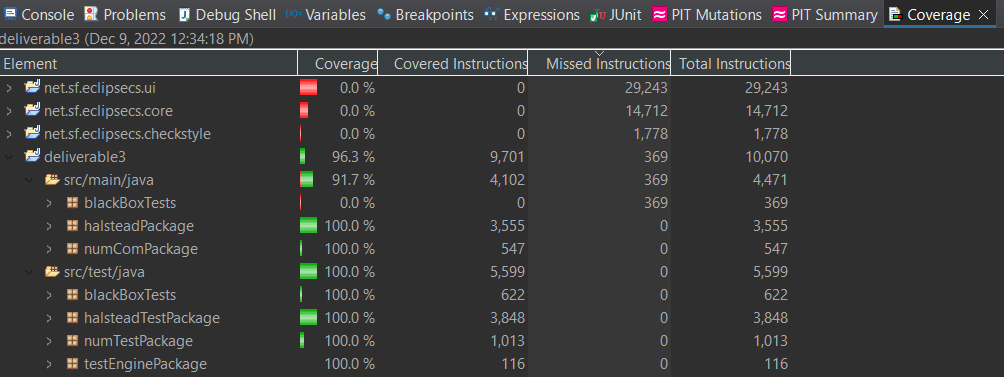 Console Problems Debug Shell Variables Breakpoints Expressions JUnit PIT Mutations PIT Summary Coverage
deliverable3 (Dec 9, 2022 12:34:18 PM)
Element Coverage Covered Instructions Missed Instructions Total Instructions
net.sf.eclipsecs.ui 0.0 % 0 29,243 29,243
net.sf.eclipsecs.core 0.0 % 0 14,712 14,712
net.sf.eclipsecs.checkstyle 0.0 % 0 1,778 1,778
deliverable3 96.3 % 9,701 369 10,070
src/main/java 91.7 % 4,102 369 4,471
blackBoxTests 0.0 % 0 369 369
halsteadPackage 100.0 % 3,555 0 3,555
numComPackage 100.0 % 547 0 547
src/test/java 100.0 % 5,599 0 5,599
blackBoxTests 100.0 % 622 0 622
halsteadTestPackage 100.0 % 3,848 0 3,848
numTestPackage 100.0 % 1,013 0 1,013
testEnginePackage 100.0 % 116 0 116